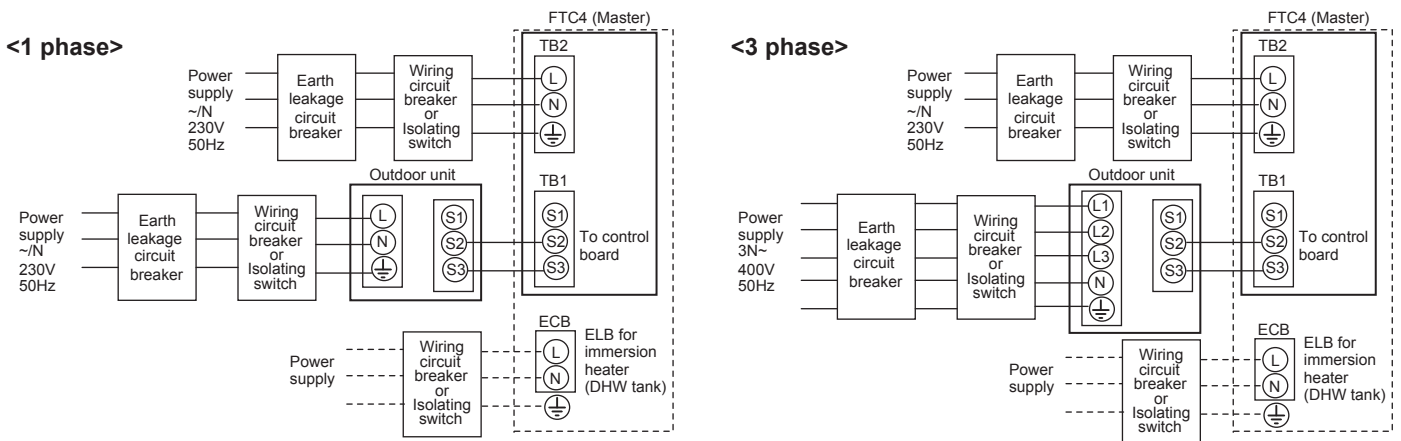 <1 phase>
FTC4 (Master)
TB2
Power
supply
~/N
230V
50Hz
Earth
leakage
circuit
breaker
Wiring
circuit
breaker
or
Isolating
switch
L
N
Outdoor unit
TB1
Power
supply
~/N
230V
50Hz
Earth
leakage
circuit
breaker
Wiring
circuit
breaker
or
Isolating
switch
L
N
S1
S2
S3
S1
S2
S3
To control
board
ECB
Power
supply
Wiring
circuit
breaker
or
Isolating
switch
L
N
ELB for
immersion
heater
(DHW tank)
<3 phase>
FTC4 (Master)
TB2
Power
supply
~/N
230V
50Hz
Earth
leakage
circuit
breaker
Wiring
circuit
breaker
or
Isolating
switch
L
N
Outdoor unit
TB1
Power
supply
3N~
400V
50Hz
Earth
leakage
circuit
breaker
Wiring
circuit
breaker
or
Isolating
switch
L1
L2
L3
N
S1
S2
S3
S1
S2
S3
To control
board
ECB
Power
supply
Wiring
circuit
breaker
or
Isolating
switch
L
N
ELB for
immersion
heater
(DHW tank)